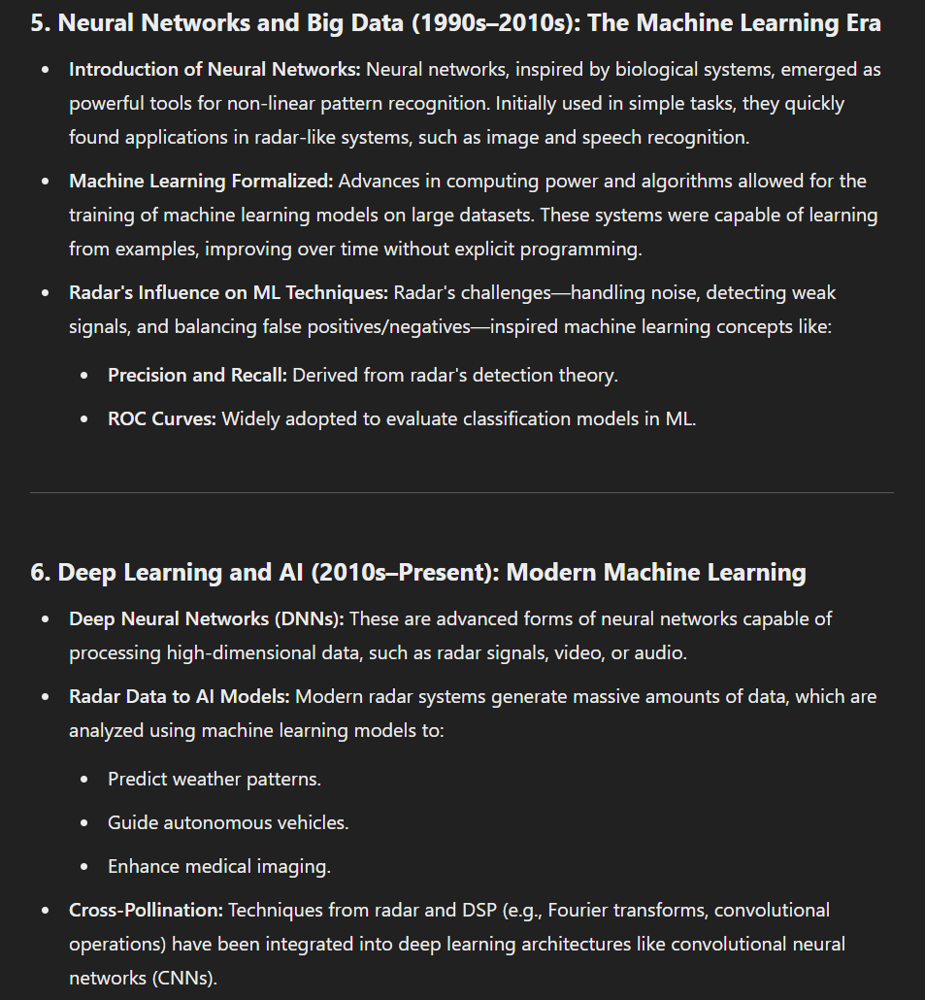 5. Neural Networks and Big Data (1990s–2010s): The Machine Learning Era
• Introduction of Neural Networks: Neural networks, inspired by biological systems, emerged as
powerful tools for non-linear pattern recognition. Initially used in simple tasks, they quickly
found applications in radar-like systems, such as image and speech recognition.
• Machine Learning Formalized: Advances in computing power and algorithms allowed for the
training of machine learning models on large datasets. These systems were capable of learning
from examples, improving over time without explicit programming.
• Radar's Influence on ML Techniques: Radar's challenges—handling noise, detecting weak
signals, and balancing false positives/negatives—inspired machine learning concepts like:
• Precision and Recall: Derived from radar's detection theory.
• ROC Curves: Widely adopted to evaluate classification models in ML.
6. Deep Learning and AI (2010s–Present): Modern Machine Learning
• Deep Neural Networks (DNNs): These are advanced forms of neural networks capable of
processing high-dimensional data, such as radar signals, video, or audio.
• Radar Data to AI Models: Modern radar systems generate massive amounts of data, which are
analyzed using machine learning models to:
• Predict weather patterns.
• Guide autonomous vehicles.
• Enhance medical imaging.
• Cross-Pollination: Techniques from radar and DSP (e.g., Fourier transforms, convolutional
operations) have been integrated into deep learning architectures like convolutional neural
networks (CNNs).